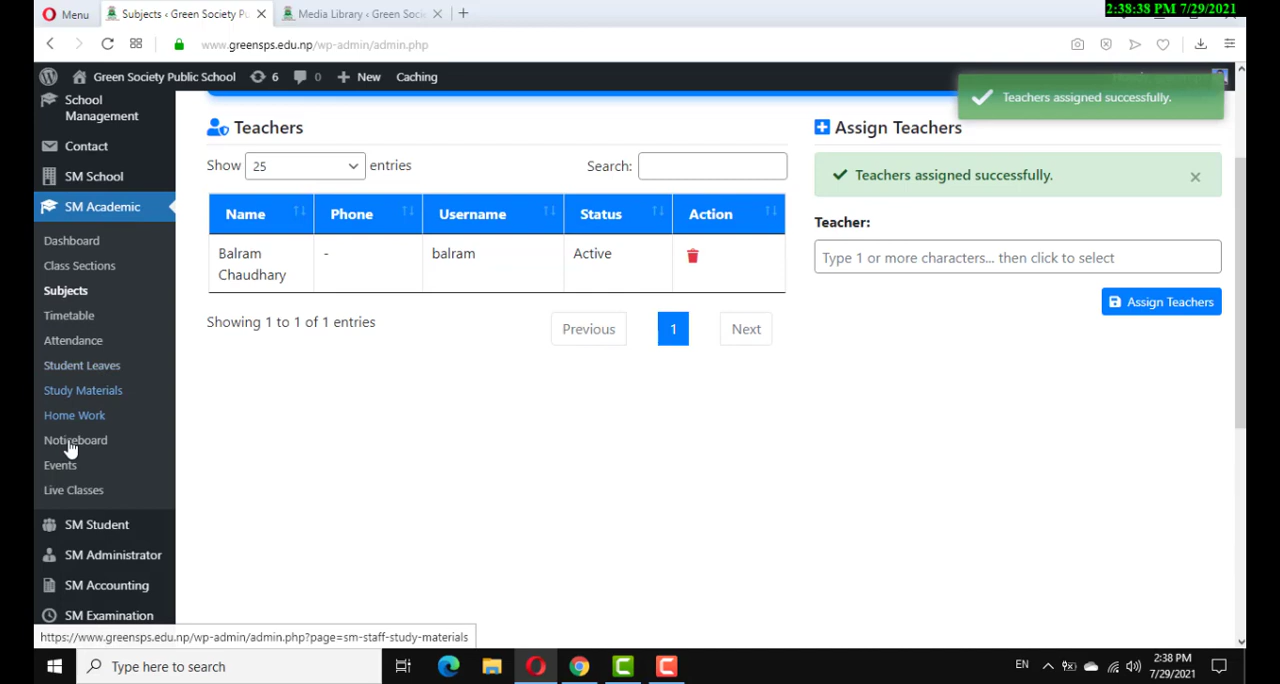 2:38:38 PM 7/29/2021
Menu
Subjects ‹ Green Society Pu
Media Library ‹ Green Soci
www.greensps.edu.np/wp-admin/admin.php
Green Society Public School
6
0
New
Caching
School
Management
Contact
SM School
SM Academic
Dashboard
Class Sections
Subjects
Timetable
Attendance
Student Leaves
Study Materials
Home Work
Noticeboard
Events
Live Classes
SM Student
SM Administrator
SM Accounting
SM Examination
Teachers
Show 25 entries
Search:
Name Phone Username Status Action
Balram Chaudhary - balram Active
Showing 1 to 1 of 1 entries
Previous 1 Next
Teachers assigned successfully.
Assign Teachers
Teachers assigned successfully.
Teacher:
Type 1 or more characters... then click to select
Assign Teachers
https://www.greensps.edu.np/wp-admin/admin.php?page=sm-staff-study-materials
Type here to search
EN
2:38 PM
7/29/2021